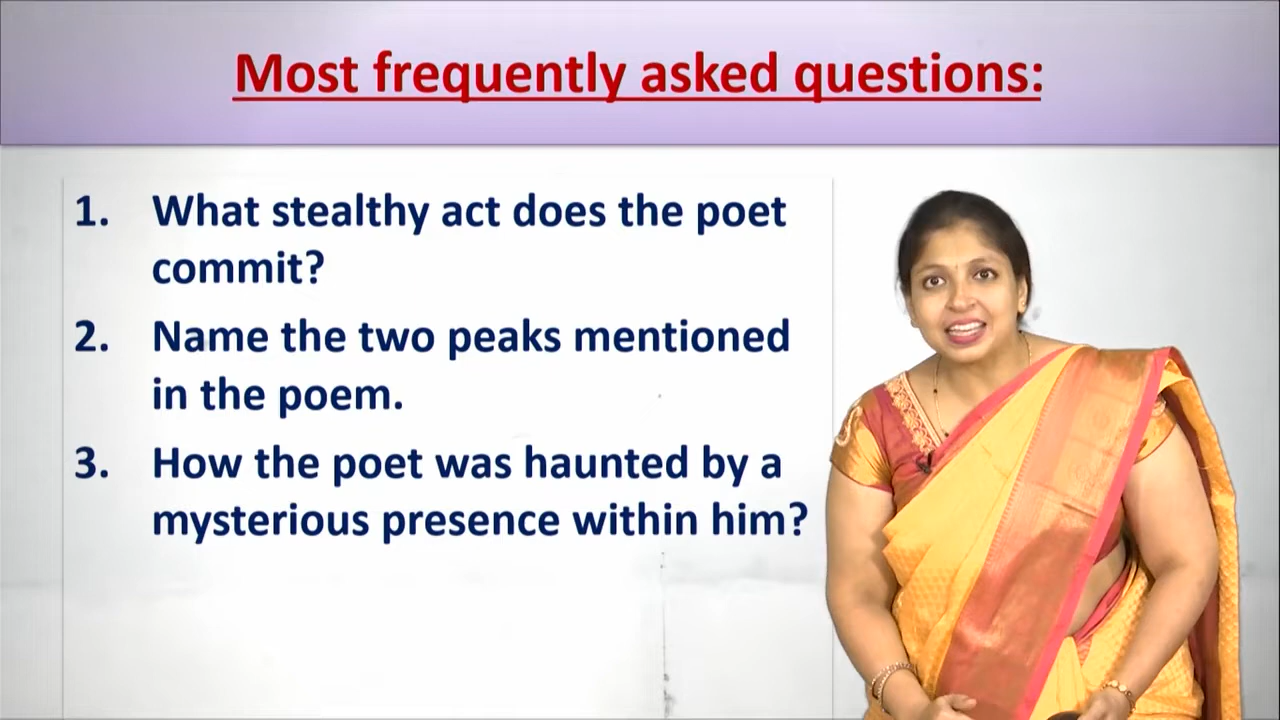 Most frequently asked questions:
1. What stealthy act does the poet
commit?
2. Name the two peaks mentioned
in the poem.
3. How the poet was haunted by a
mysterious presence within him?